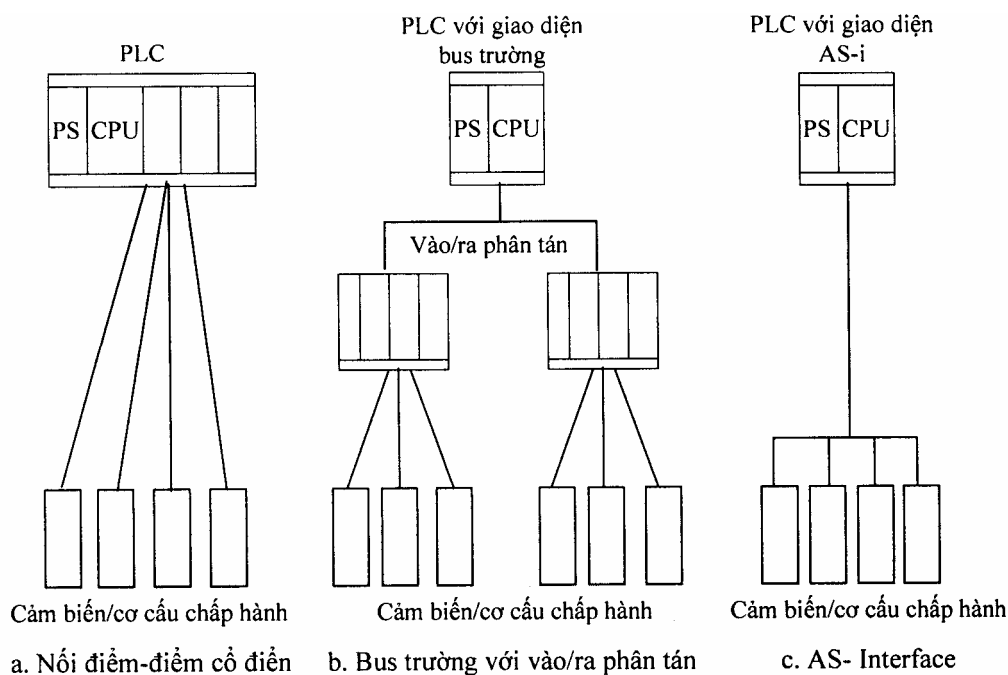 PLC
PS CPU
Cảm biến/cơ cấu chấp hành
a. Nối điểm-điểm cổ điển
PLC với giao diện
bus trường
PS CPU
Vào/ra phân tán
Cảm biến/cơ cấu chấp hành
b. Bus trường với vào/ra phân tán
PLC với giao diện
AS-i
PS CPU
Cảm biến/cơ cấu chấp hành
c. AS- Interface